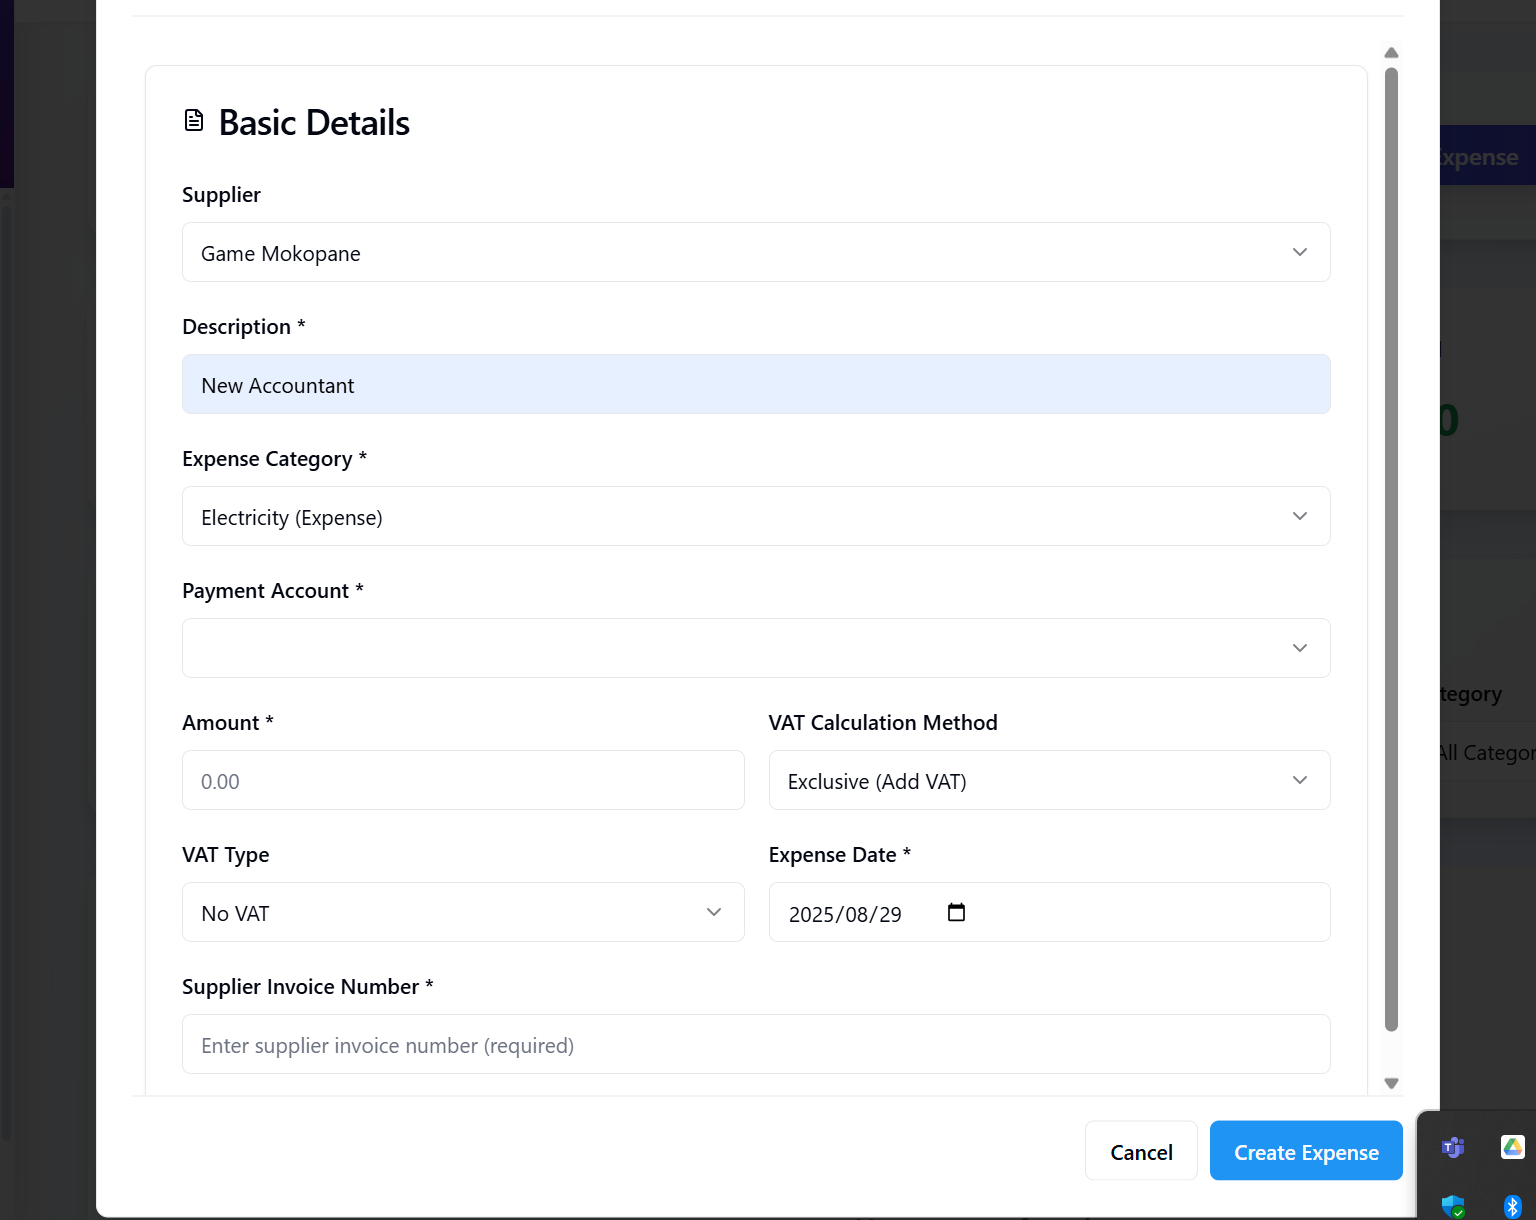 Basic Details
Supplier
Game Mokopane
Description *
New Accountant
Expense Category *
Electricity (Expense)
Payment Account *
Amount *
VAT Calculation Method
0.00
Exclusive (Add VAT)
VAT Type
Expense Date *
No VAT
2025/08/29
Supplier Invoice Number *
Enter supplier invoice number (required)
Cancel
Create Expense
xpense
0
tegory
All Categor